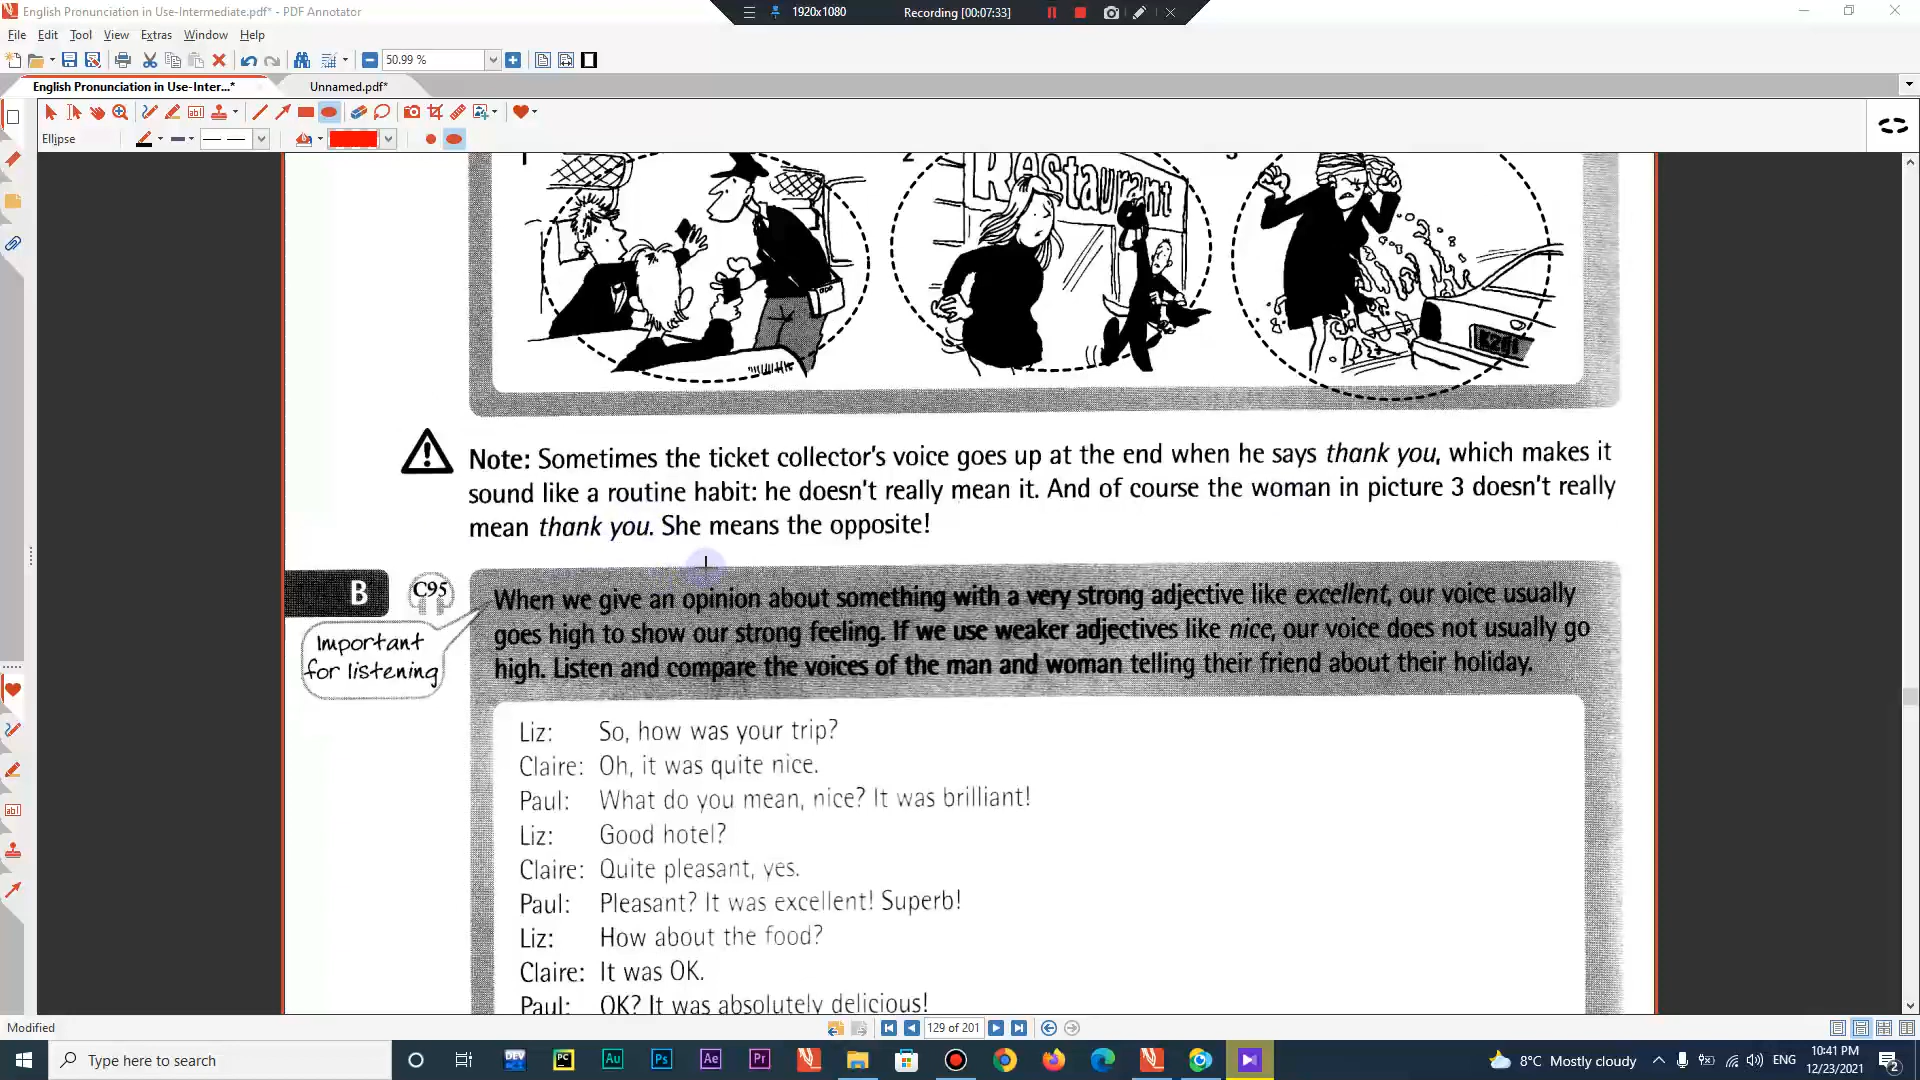 English Pronunciation in Use-Intermediate.pdf* - PDF Annotator
1920x1080
Recording [00:07:33]
File Edit Tool View Extras Window Help
50.99 %
English Pronunciation in Use-Inter...*
Unnamed.pdf*
Ellipse
1
2
3
Restaurant
Note: Sometimes the ticket collector's voice goes up at the end when he says thank you, which makes it
sound like a routine habit: he doesn't really mean it. And of course the woman in picture 3 doesn't really
mean thank you. She means the opposite!
B
C95
Important
for listening
When we give an opinion about something with a very strong adjective like excellent, our voice usually
goes high to show our strong feeling. If we use weaker adjectives like nice, our voice does not usually go
high. Listen and compare the voices of the man and woman telling their friend about their holiday.
Liz: So, how was your trip?
Claire: Oh, it was quite nice.
Paul: What do you mean, nice? It was brilliant!
Liz: Good hotel?
Claire: Quite pleasant, yes.
Paul: Pleasant? It was excellent! Superb!
Liz: How about the food?
Claire: It was OK.
Paul: OK? It was absolutely delicious!
Modified
129 of 201
Type here to search
DEV
PC
Au
Ps
Ae
Pr
8°C Mostly cloudy
ENG
10:41 PM
12/23/2021
2